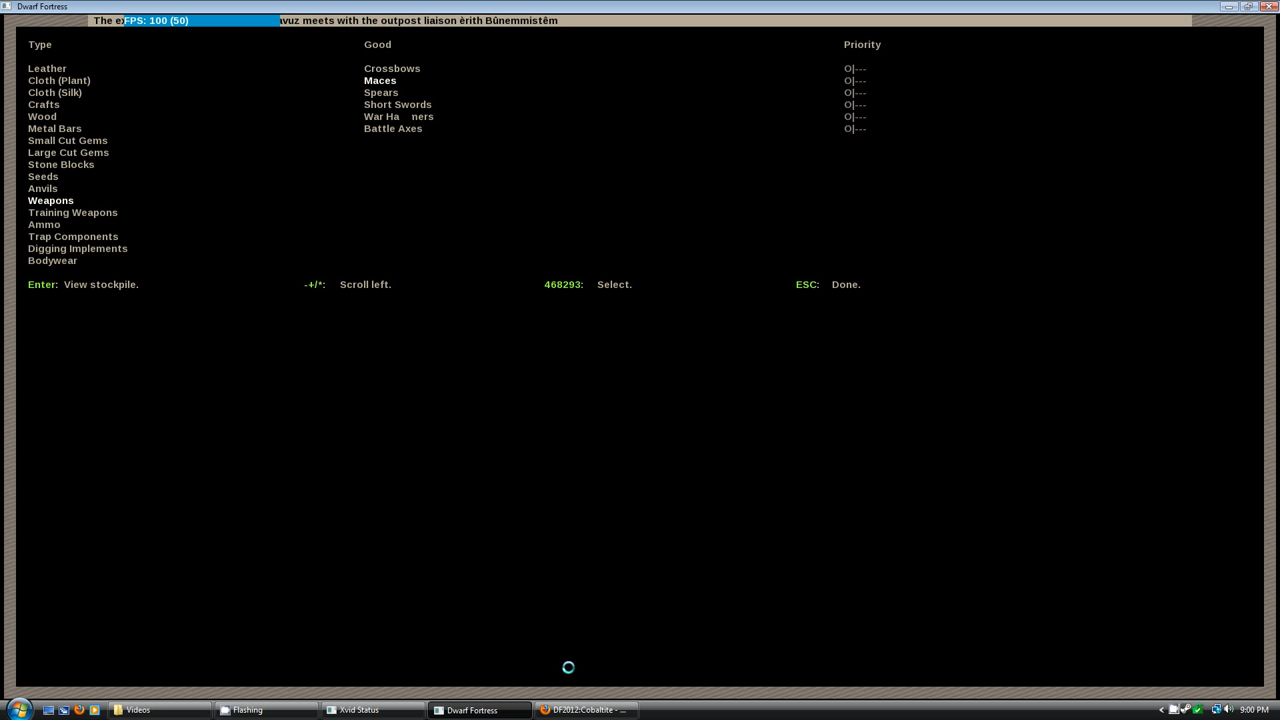 Dwarf Fortress
The ex FPS: 100 (50) avuz meets with the outpost liaison èrith Bûnemmistêm
Type Good Priority
Leather Crossbows O|---
Cloth (Plant) Maces O|---
Cloth (Silk) Spears O|---
Crafts Short Swords O|---
Wood War Ha ners O|---
Metal Bars Battle Axes O|---
Small Cut Gems
Large Cut Gems
Stone Blocks
Seeds
Anvils
Weapons
Training Weapons
Ammo
Trap Components
Digging Implements
Bodywear
Enter: View stockpile. -+/*: Scroll left. 468293: Select. ESC: Done.
Videos Flashing Xvid Status Dwarf Fortress DF2012:Cobaltite - ... 9:00 PM